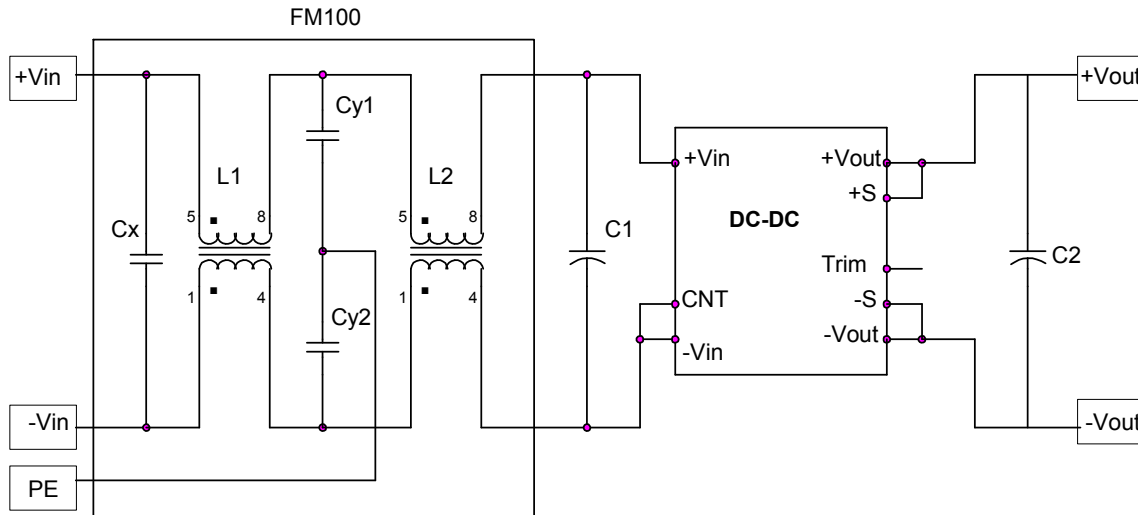 FM100
+Vin
Cy1
+Vout
+Vin
+Vout
L1
L2
+S
5
8
5
8
Cx
C1
DC-DC
C2
Trim
1
4
1
4
CNT
-S
Cy2
-Vin
-Vout
-Vin
-Vout
PE